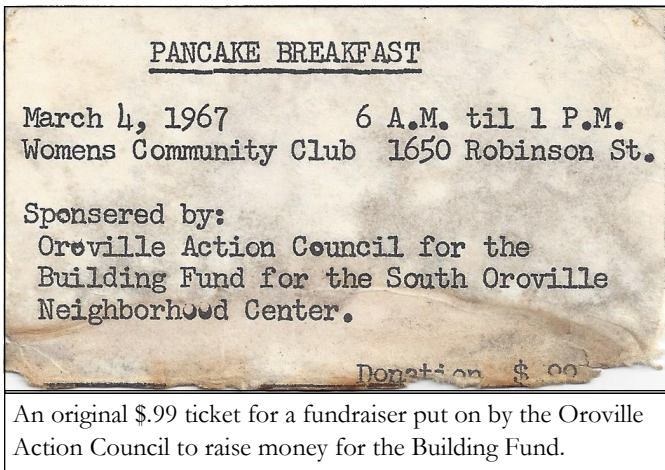 PANCAKE BREAKFAST
March 4, 1967 6 A.M. til 1 P.M.
Womens Community Club 1650 Robinson St.
Sponsered by:
Oroville Action Council for the
Building Fund for the South Oroville
Neighborhood Center.
Donation $.99
An original $.99 ticket for a fundraiser put on by the Oroville
Action Council to raise money for the Building Fund.